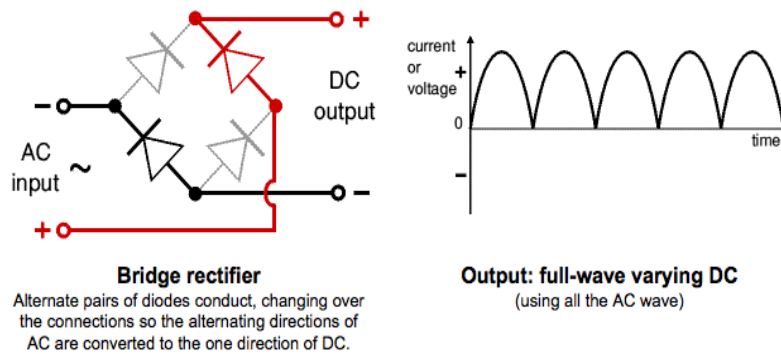 +
DC
output
−
−
AC
input
~
+
Bridge rectifier
Alternate pairs of diodes conduct, changing over
the connections so the alternating directions of
AC are converted to the one direction of DC.
current
or
voltage
+
0
−
time
Output: full-wave varying DC
(using all the AC wave)